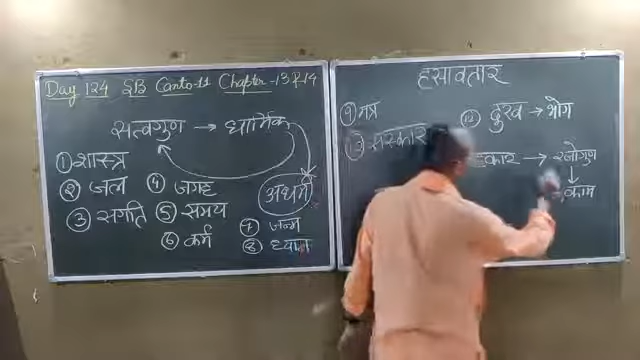 Day 124 SB Canto-11 Chapter-13,14
सत्वगुण → धार्मिक
अधर्म
① शास्त्र
② जल ④ जगह
③ संगति ⑤ समय ⑦ जन्म
⑥ कर्म ⑧ ध्यान
हंसावतार
⑨ मंत्र ⑫ दुख → भोग
संस्कार
→ रजोगुण
↓
काम